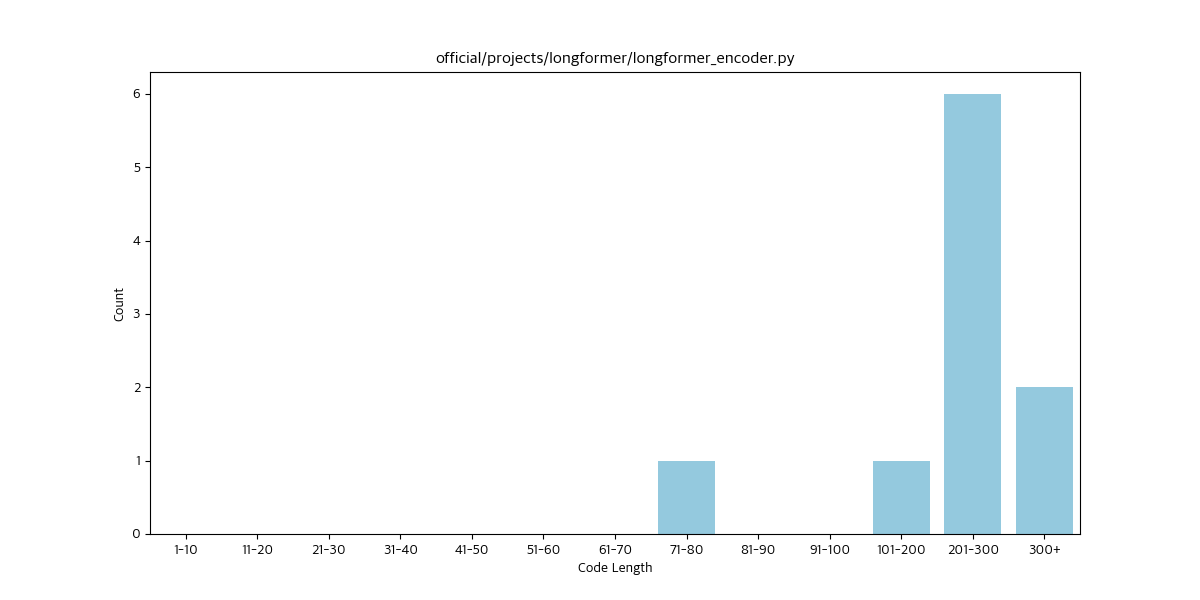 official/projects/longformer/longformer_encoder.py
6
5
4
3
2
1
0
Count
1-10 11-20 21-30 31-40 41-50 51-60 61-70 71-80 81-90 91-100 101-200 201-300 300+
Code Length